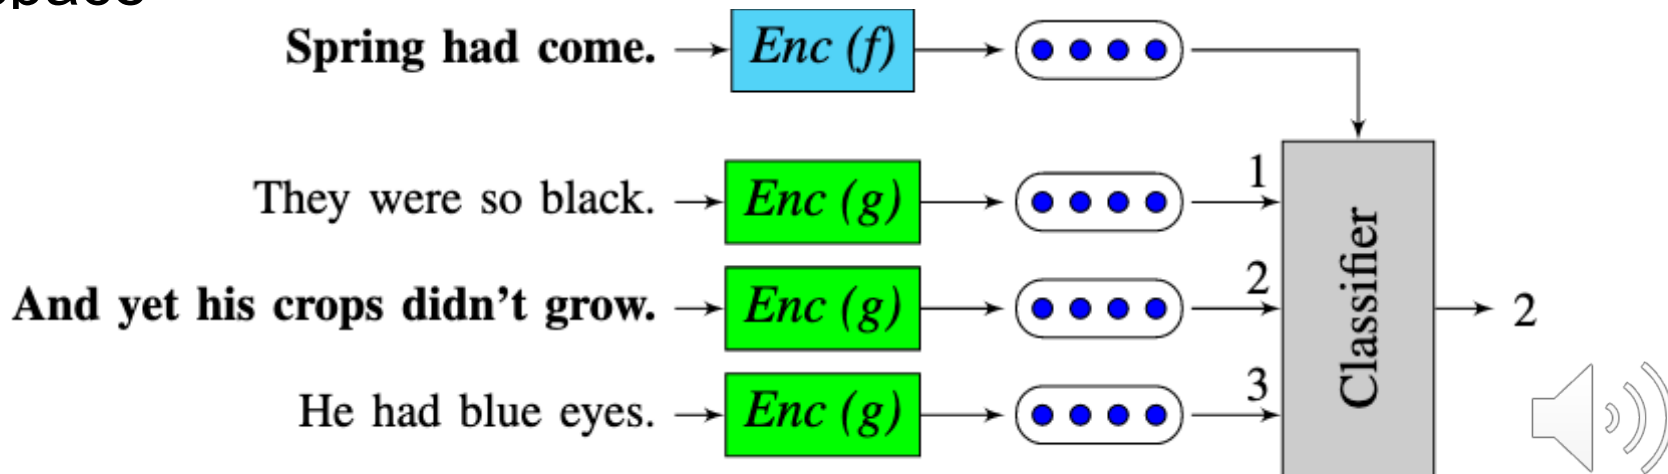 Spring had come. Enc (f)
They were so black. Enc (g) 1
And yet his crops didn't grow. Enc (g) 2
He had blue eyes. Enc (g) 3
Classifier
2